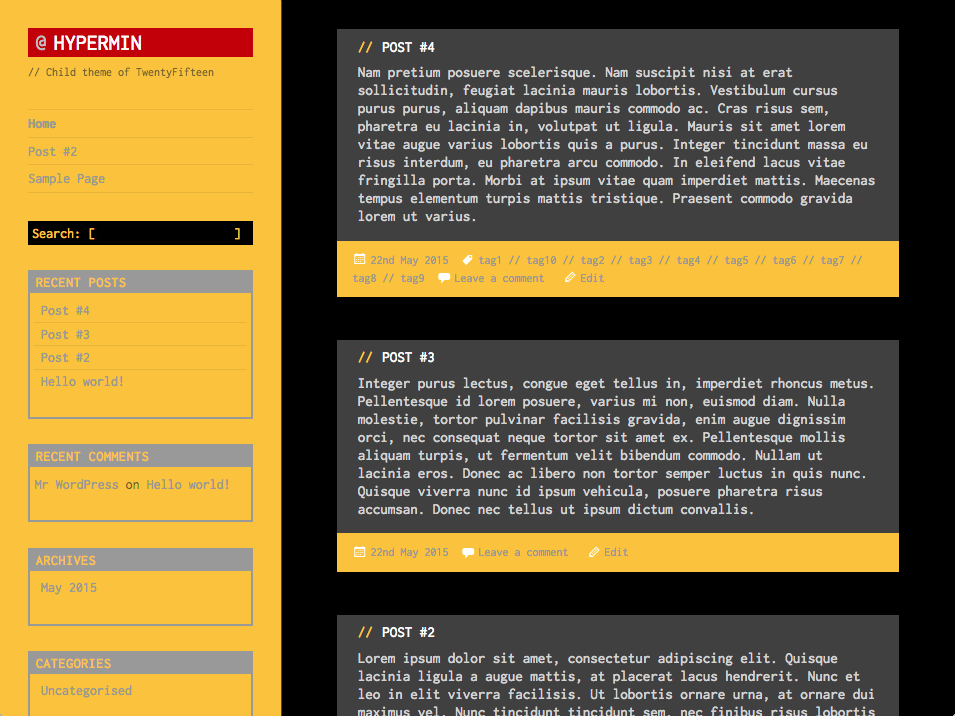 @ HYPERMIN
// Child theme of TwentyFifteen
Home
Post #2
Sample Page
Search: [ ]
RECENT POSTS
Post #4
Post #3
Post #2
Hello world!
RECENT COMMENTS
Mr WordPress on Hello world!
ARCHIVES
May 2015
CATEGORIES
Uncategorised
// POST #4
Nam pretium posuere scelerisque. Nam suscipit nisi at erat
sollicitudin, feugiat lacinia mauris lobortis. Vestibulum cursus
purus purus, aliquam dapibus mauris commodo ac. Cras risus sem,
pharetra eu lacinia in, volutpat ut ligula. Mauris sit amet lorem
vitae augue varius lobortis quis a purus. Integer tincidunt massa eu
risus interdum, eu pharetra arcu commodo. In eleifend lacus vitae
fringilla porta. Morbi at ipsum vitae quam imperdiet mattis. Maecenas
tempus elementum turpis mattis tristique. Praesent commodo gravida
lorem ut varius.
22nd May 2015 tag1 // tag10 // tag2 // tag3 // tag4 // tag5 // tag6 // tag7 //
tag8 // tag9 Leave a comment Edit
// POST #3
Integer purus lectus, congue eget tellus in, imperdiet rhoncus metus.
Pellentesque id lorem posuere, varius mi non, euismod diam. Nulla
molestie, tortor pulvinar facilisis gravida, enim augue dignissim
orci, nec consequat neque tortor sit amet ex. Pellentesque mollis
aliquam turpis, ut fermentum velit bibendum commodo. Nullam ut
lacinia eros. Donec ac libero non tortor semper luctus in quis nunc.
Quisque viverra nunc id ipsum vehicula, posuere pharetra risus
accumsan. Donec nec tellus ut ipsum dictum convallis.
22nd May 2015 Leave a comment Edit
// POST #2
Lorem ipsum dolor sit amet, consectetur adipiscing elit. Quisque
lacinia ligula a augue mattis, at placerat lacus hendrerit. Nunc et
leo in elit viverra facilisis. Ut lobortis ornare urna, at ornare dui
maximus vel. Nunc tincidunt tincidunt sem, nec finibus risus lobortis